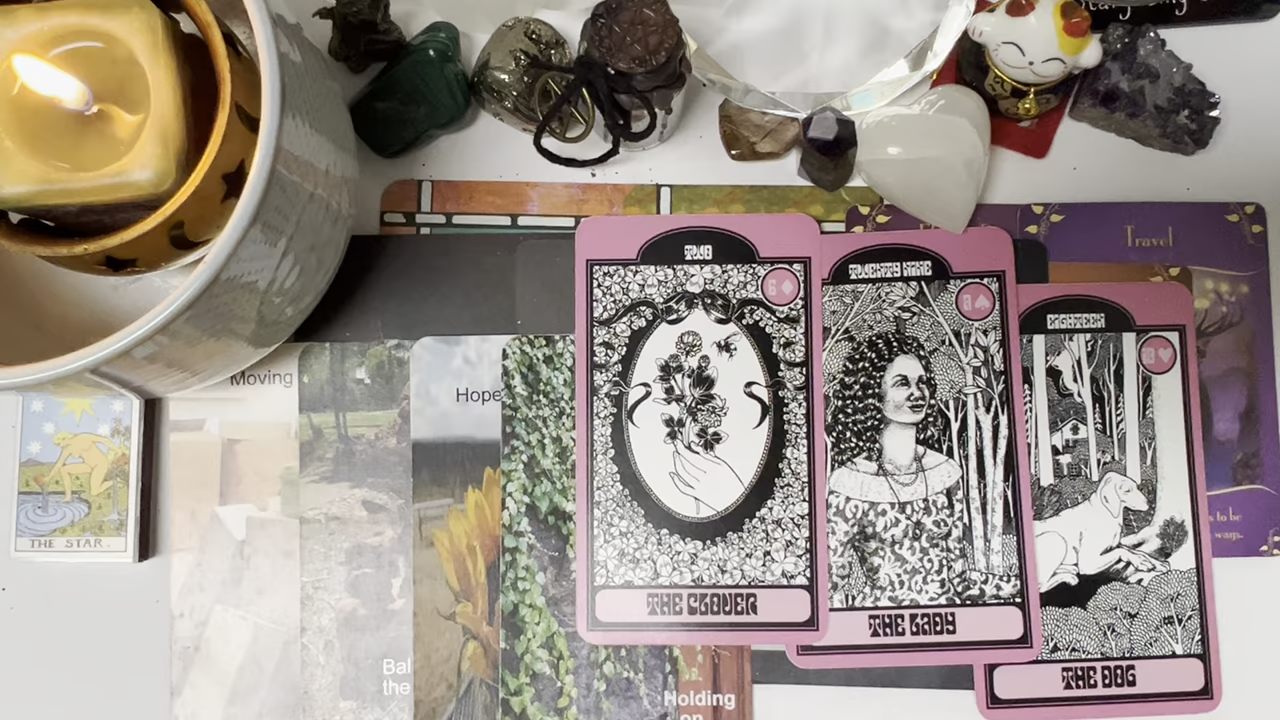 Travel
TWO
6
TWENTY NINE
EIGHTEEN
Moving
Hope
THE STAR.
s to be
ways.
THE CLOVER
THE LADY
Bal
the
THE DOG
Holding
on